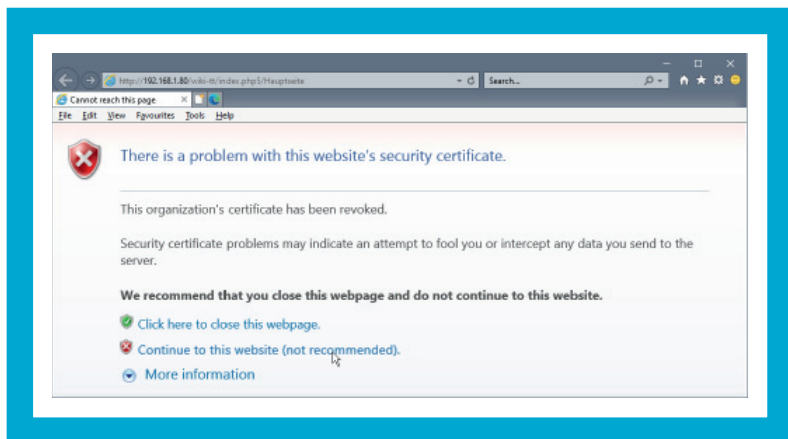 http://192.168.1.80/wiki-tt/index.php5/Hauptseite
Search...
Cannot reach this page
File Edit View Favourites Tools Help
There is a problem with this website's security certificate.
This organization's certificate has been revoked.
Security certificate problems may indicate an attempt to fool you or intercept any data you send to the
server.
We recommend that you close this webpage and do not continue to this website.
Click here to close this webpage.
Continue to this website (not recommended).
More information